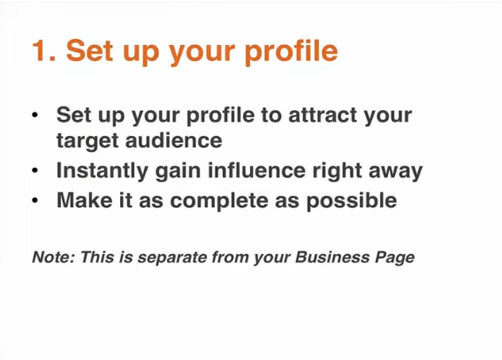 1. Set up your profile
• Set up your profile to attract your
target audience
• Instantly gain influence right away
• Make it as complete as possible
Note: This is separate from your Business Page